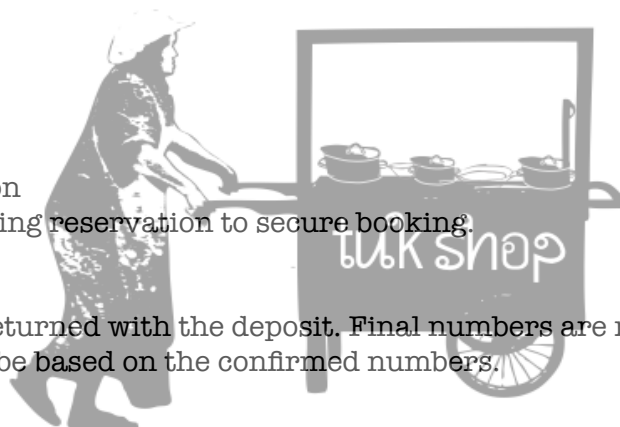 on
ing reservation to secure booking.
tuk shop
eturned with the deposit. Final numbers are r
be based on the confirmed numbers.